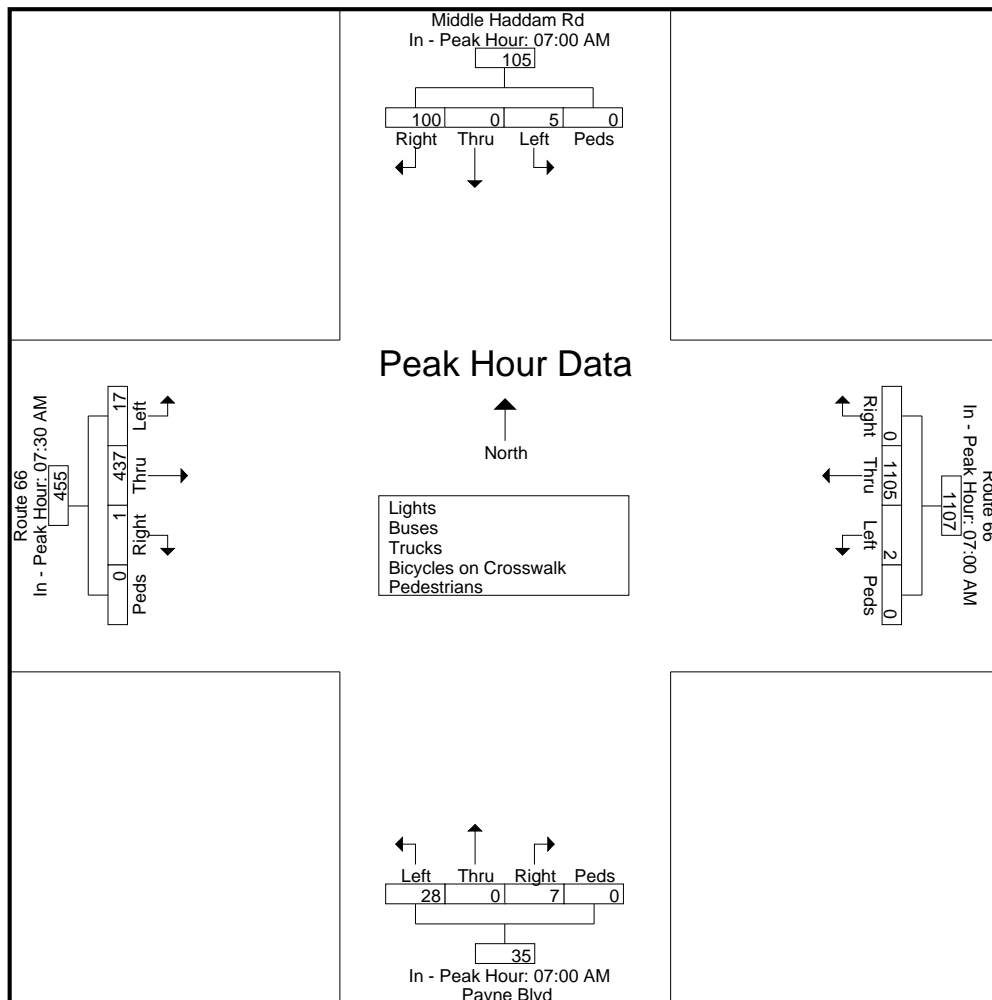 Middle Haddam Rd
In - Peak Hour: 07:00 AM
105
100 0 5 0
Right Thru Left Peds
Peak Hour Data
North
Lights
Buses
Trucks
Bicycles on Crosswalk
Pedestrians
Route 66
In - Peak Hour: 07:30 AM
455
17 437 1 0
Left Thru Right Peds
Route 66
In - Peak Hour: 07:00 AM
1107
0 1105 2 0
Right Thru Left Peds
Left Thru Right Peds
28 0 7 0
35
In - Peak Hour: 07:00 AM
Payne Blvd